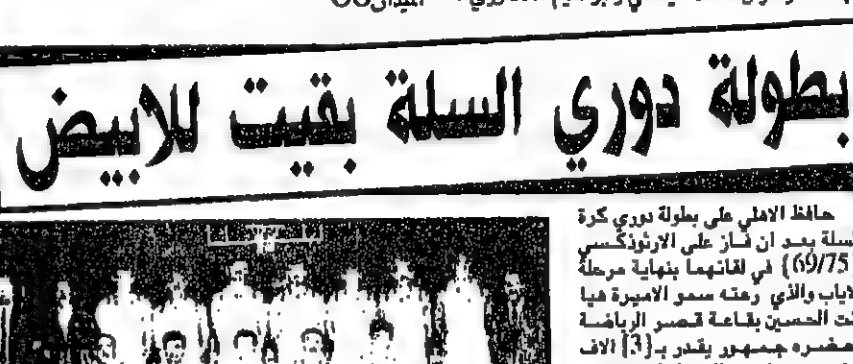 بطولة دوري السلة بقيت للابيض
حافظ الاهلي على بطولة دوري كرة
السلة بعد ان فاز على الارثوذكسي
(69/75) في لقائهما بنهاية مرحلة
الاياب والذي رعته سمو الاميرة هيا
بنت الحسين بقاعة قصر الرياضة
وحضره جمهور يقدر بـ(3) الاف